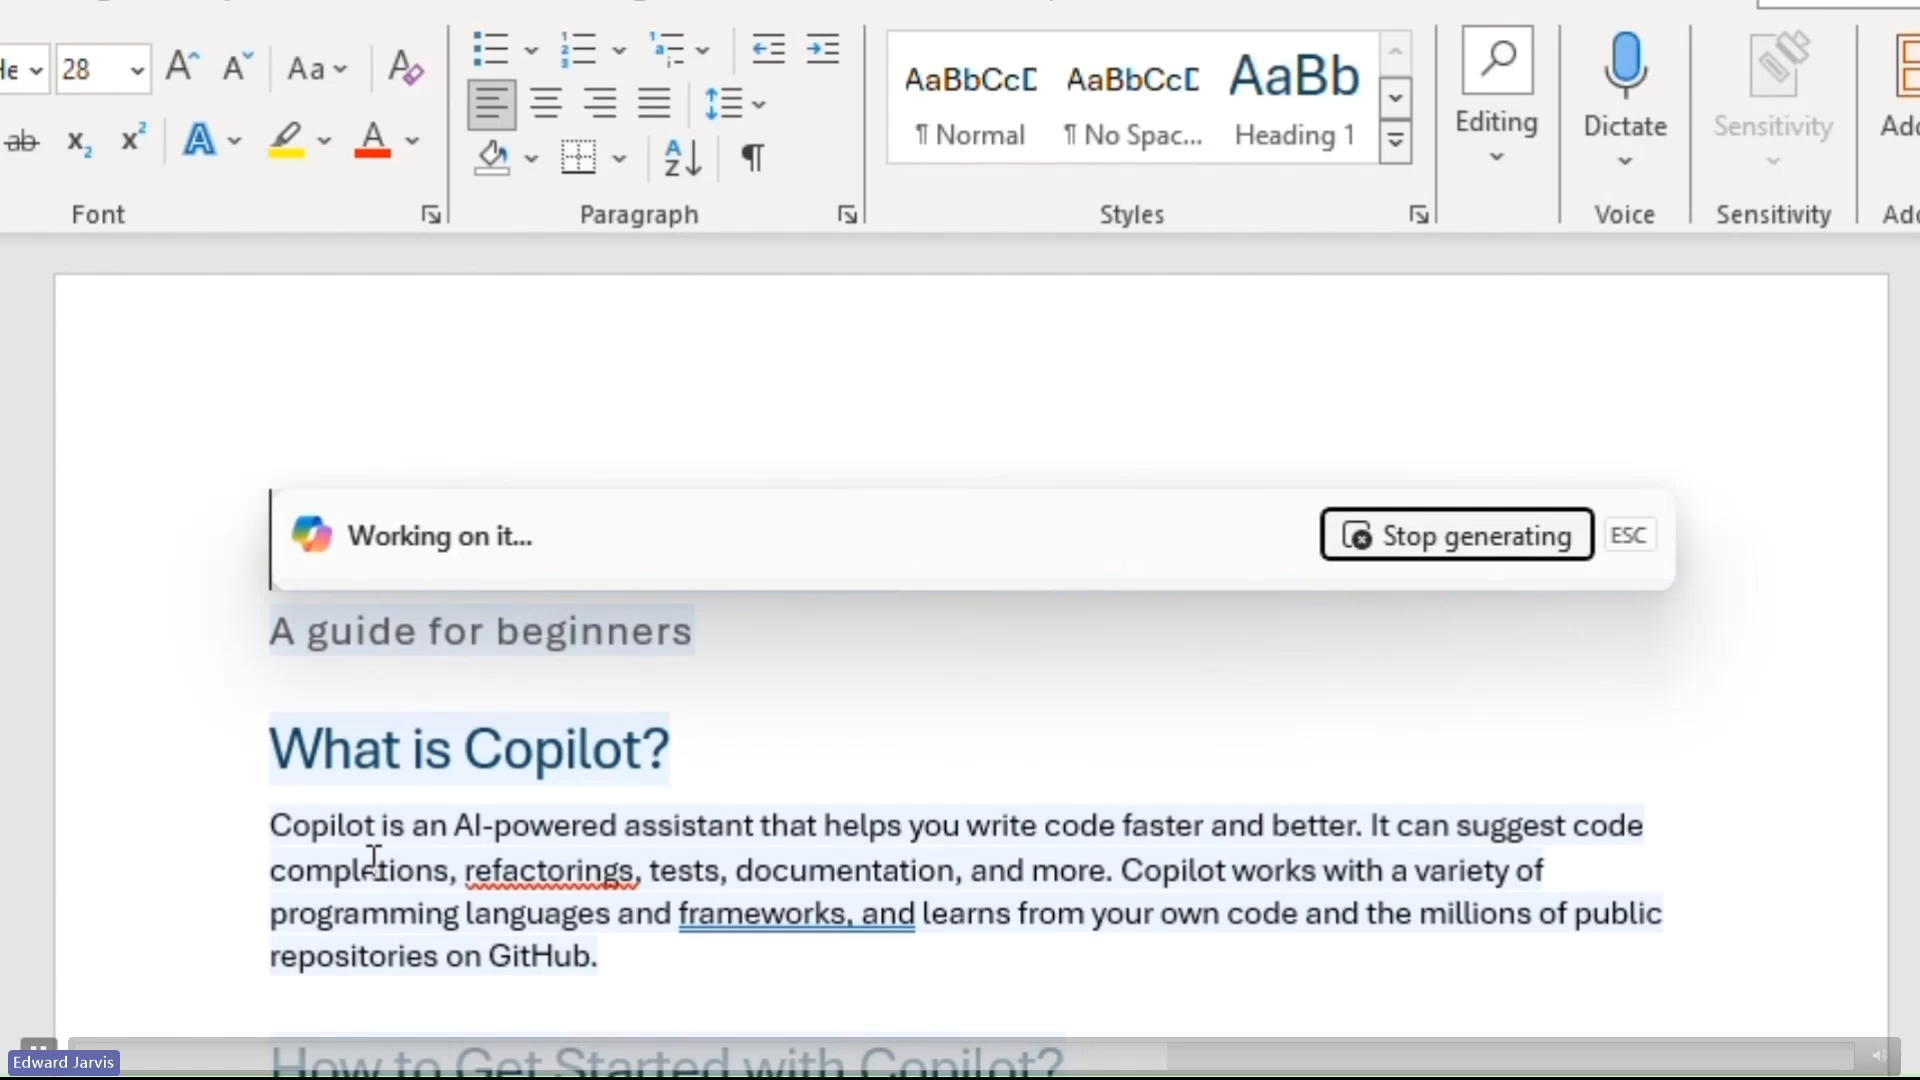 28
Aa
ab x₂ x² A A
Font
Paragraph
AaBbCcD AaBbCcD AaBb
¶ Normal ¶ No Spac... Heading 1
Styles
Editing
Dictate
Voice
Sensitivity
Sensitivity
Working on it...
Stop generating ESC
A guide for beginners
What is Copilot?
Copilot is an AI-powered assistant that helps you write code faster and better. It can suggest code
completions, refactorings, tests, documentation, and more. Copilot works with a variety of
programming languages and frameworks, and learns from your own code and the millions of public
repositories on GitHub.
How to Get Started with Copilot?
Edward Jarvis